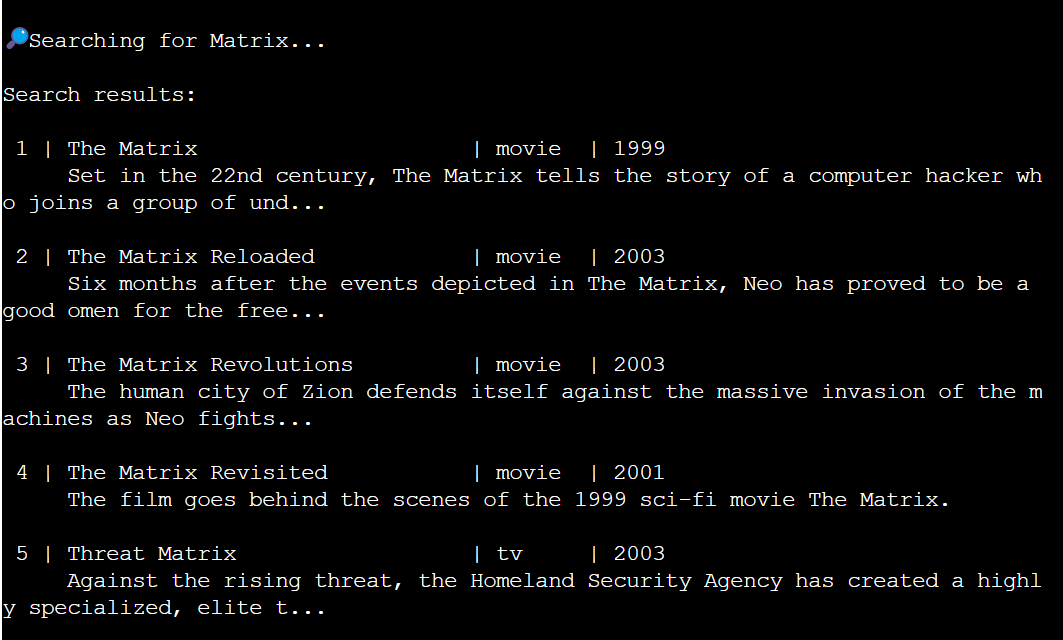 🔎Searching for Matrix...
Search results:
1 | The Matrix | movie | 1999
Set in the 22nd century, The Matrix tells the story of a computer hacker wh
o joins a group of und...
2 | The Matrix Reloaded | movie | 2003
Six months after the events depicted in The Matrix, Neo has proved to be a
good omen for the free...
3 | The Matrix Revolutions | movie | 2003
The human city of Zion defends itself against the massive invasion of the m
achines as Neo fights...
4 | The Matrix Revisited | movie | 2001
The film goes behind the scenes of the 1999 sci-fi movie The Matrix.
5 | Threat Matrix | tv | 2003
Against the rising threat, the Homeland Security Agency has created a highl
y specialized, elite t...